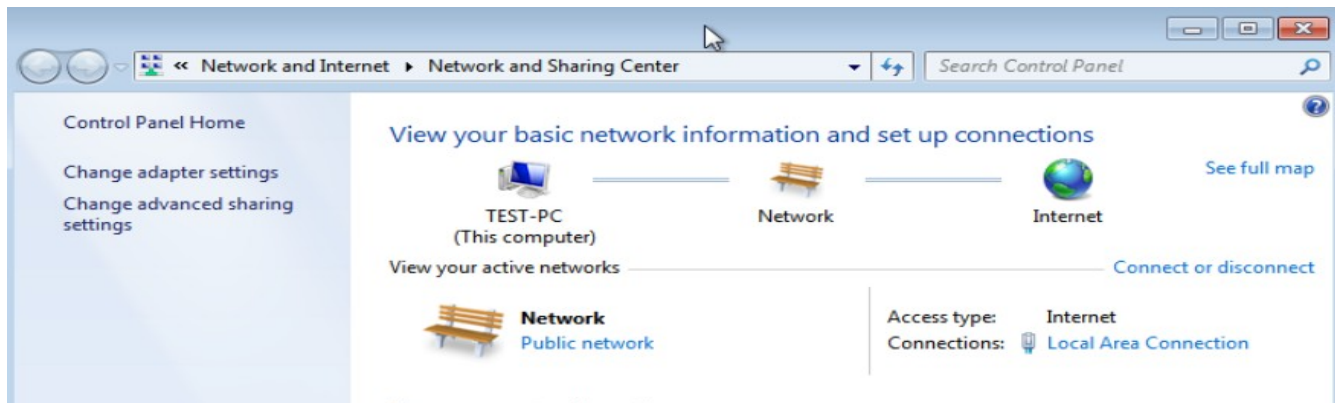 « Network and Internet ▸ Network and Sharing Center
Search Control Panel
Control Panel Home
Change adapter settings
Change advanced sharing
settings
View your basic network information and set up connections
See full map
TEST-PC
(This computer)
Network
Internet
View your active networks
Connect or disconnect
Network
Public network
Access type: Internet
Connections: Local Area Connection